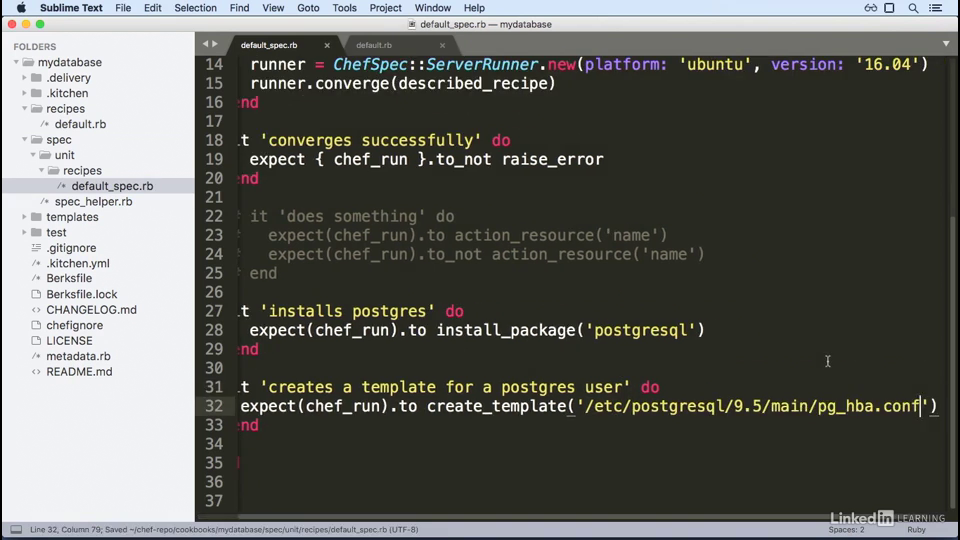 Sublime Text File Edit Selection Find View Goto Tools Project Window Help
default_spec.rb — mydatabase
FOLDERS
mydatabase
.delivery
.kitchen
recipes
default.rb
spec
unit
recipes
default_spec.rb
spec_helper.rb
templates
test
.gitignore
.kitchen.yml
Berksfile
Berksfile.lock
CHANGELOG.md
chefignore
LICENSE
metadata.rb
README.md
default_spec.rb × default.rb ×
14 runner = ChefSpec::ServerRunner.new(platform: 'ubuntu', version: '16.04')
15 runner.converge(described_recipe)
16 end
17
18 it 'converges successfully' do
19 expect { chef_run }.to_not raise_error
20 end
21
22 # it 'does something' do
23 # expect(chef_run).to action_resource('name')
24 # expect(chef_run).to_not action_resource('name')
25 # end
26
27 it 'installs postgres' do
28 expect(chef_run).to install_package('postgresql')
29 end
30
31 it 'creates a template for a postgres user' do
32 expect(chef_run).to create_template('/etc/postgresql/9.5/main/pg_hba.conf')
33 end
34
35
36
37
Linked in LEARNING
Line 32, Column 79; Saved ~/chef-repo/cookbooks/mydatabase/spec/unit/recipes/default_spec.rb (UTF-8) Spaces: 2 Ruby